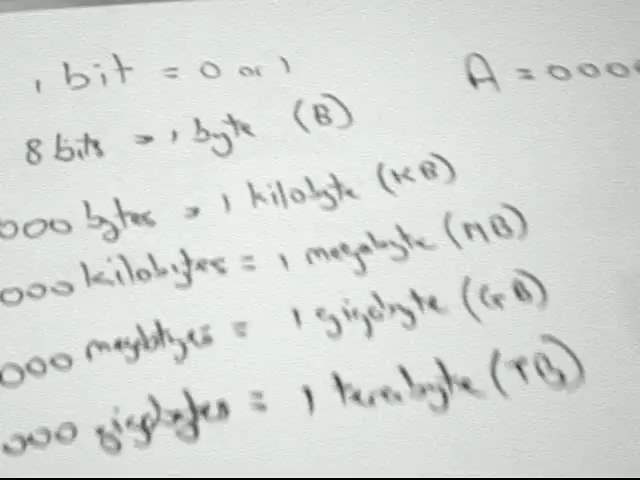 1 bit = 0 or 1
A = 000
8 bits = 1 byte (B)
000 bytes = 1 kilobyte (KB)
000 kilobytes = 1 megabyte (MB)
000 megabtyes = 1 gigabyte (GB)
000 gigabytes = 1 terabyte (TB)